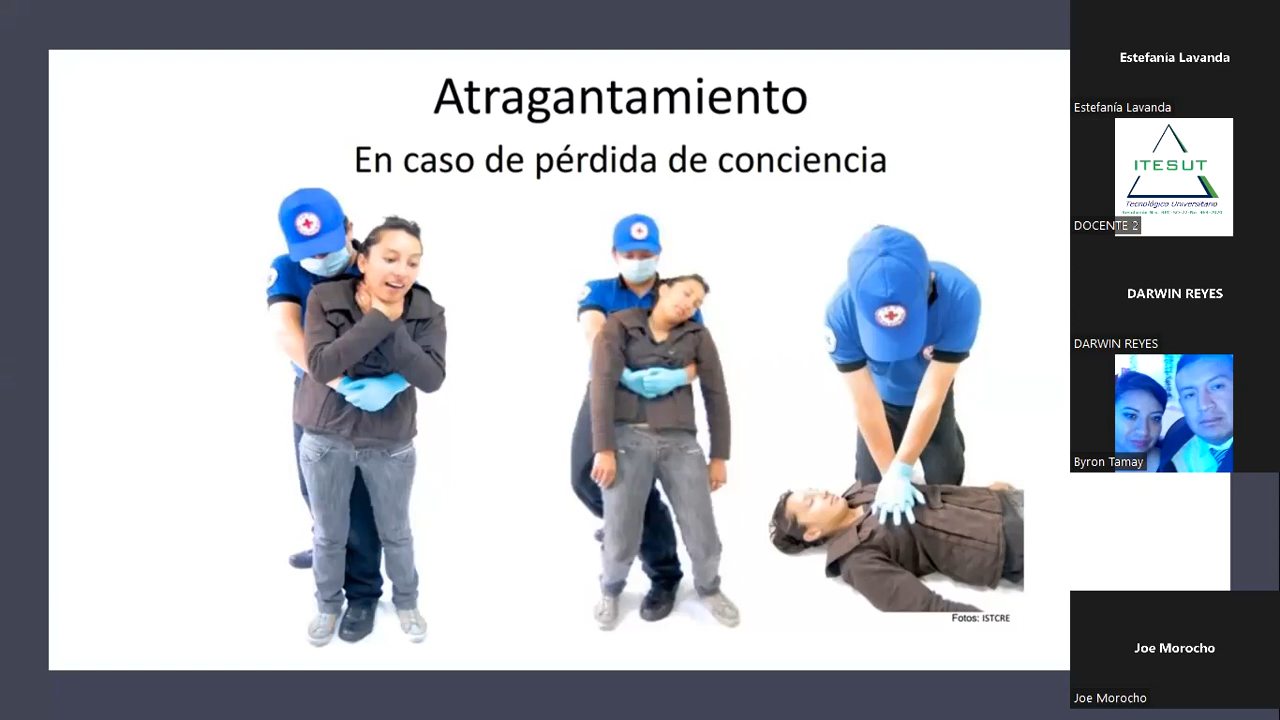 Atragantamiento
En caso de pérdida de conciencia
Fotos: ISTCRE
Estefanía Lavanda
Estefanía Lavanda
ITESUT
Tecnológico Universitario
DOCENTE 2
DARWIN REYES
DARWIN REYES
Byron Tamay
Joe Morocho
Joe Morocho